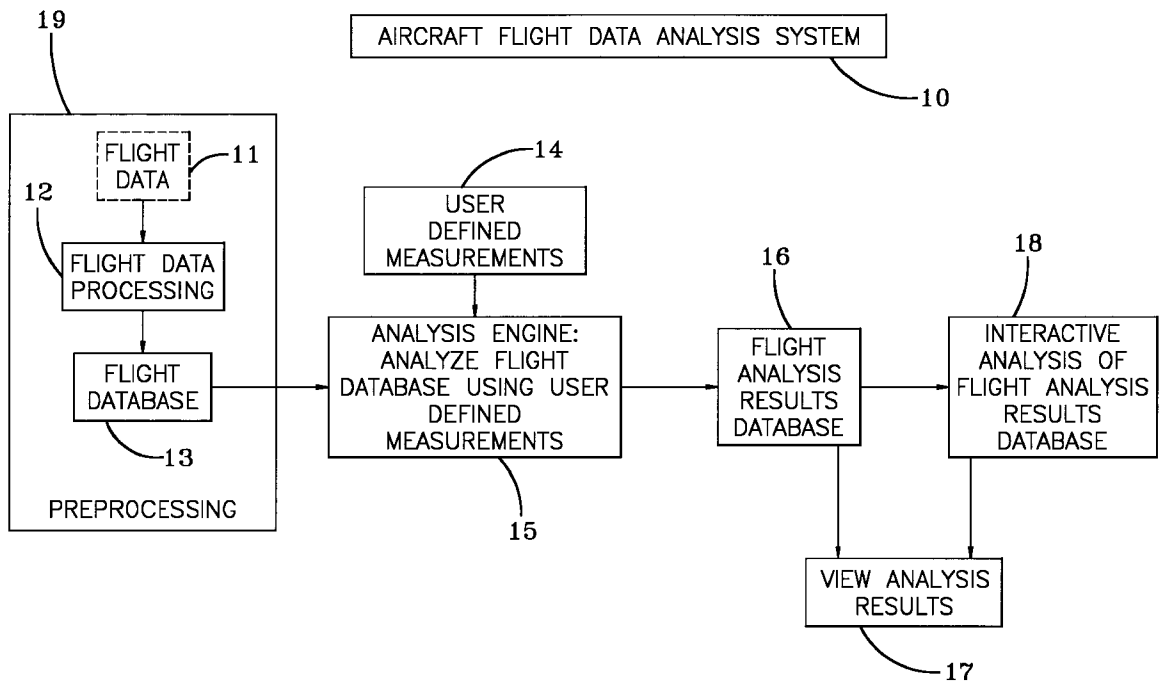 19
AIRCRAFT FLIGHT DATA ANALYSIS SYSTEM
10
FLIGHT
DATA
11
12
FLIGHT DATA
PROCESSING
FLIGHT
DATABASE
13
PREPROCESSING
14
USER
DEFINED
MEASUREMENTS
ANALYSIS ENGINE:
ANALYZE FLIGHT
DATABASE USING USER
DEFINED
MEASUREMENTS
15
16
FLIGHT
ANALYSIS
RESULTS
DATABASE
18
INTERACTIVE
ANALYSIS OF
FLIGHT ANALYSIS
RESULTS
DATABASE
VIEW ANALYSIS
RESULTS
17